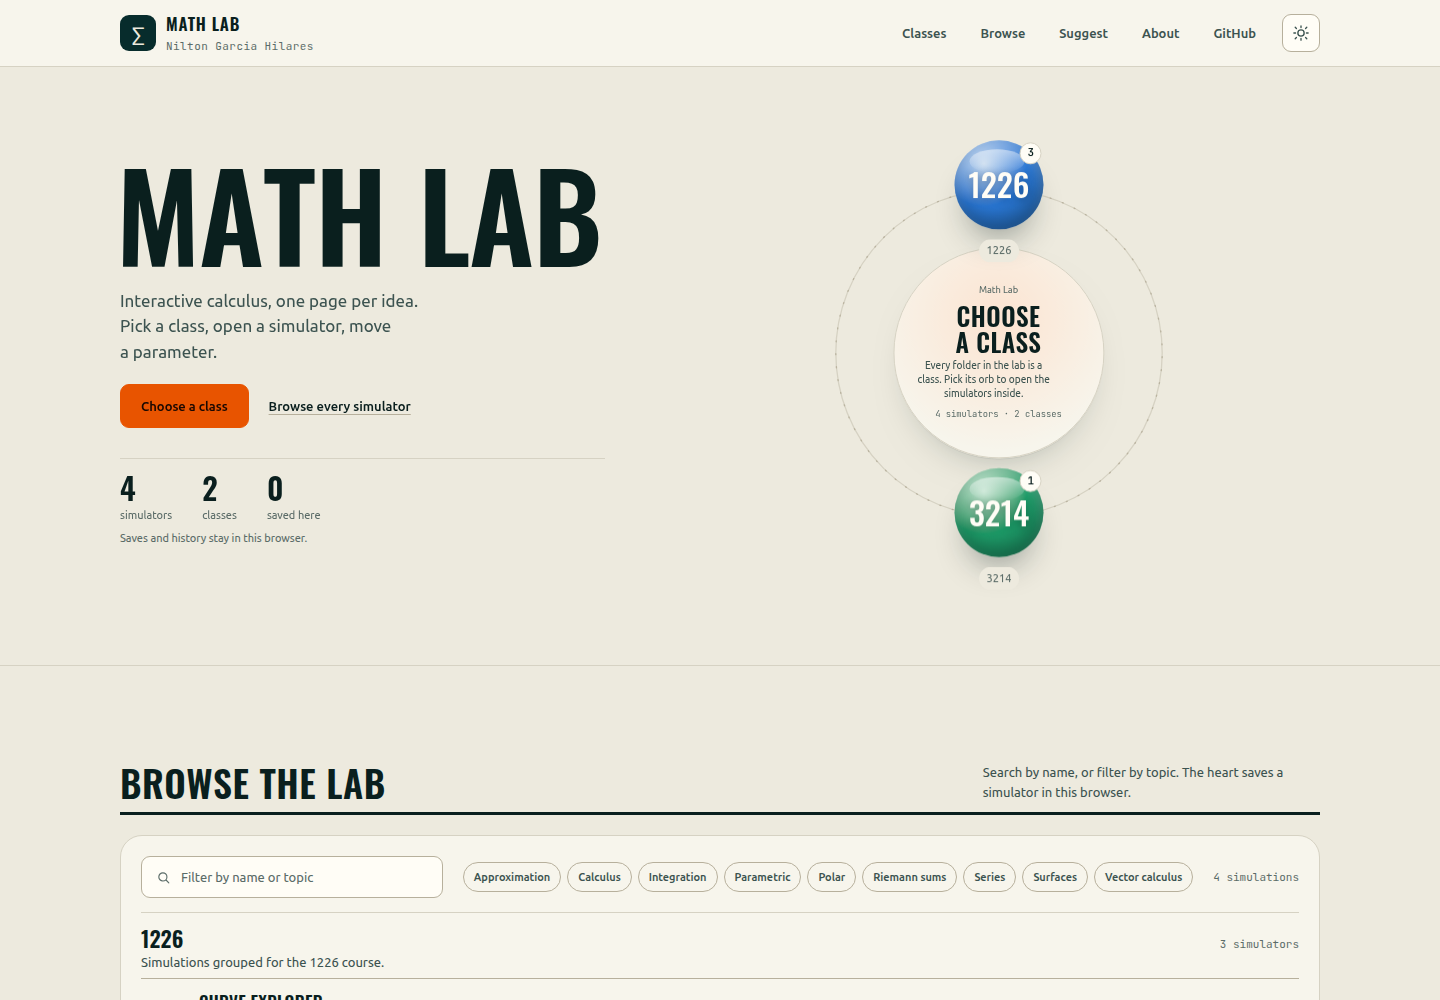 ∑
MATH LAB
Nilton Garcia Hilares
Classes
Browse
Suggest
About
GitHub
MATH LAB
Interactive calculus, one page per idea.
Pick a class, open a simulator, move
a parameter.
Choose a class
Browse every simulator
4
simulators
2
classes
0
saved here
Saves and history stay in this browser.
3
1226
1226
Math Lab
CHOOSE
A CLASS
Every folder in the lab is a
class. Pick its orb to open the
simulators inside.
4 simulators · 2 classes
1
3214
3214
BROWSE THE LAB
Search by name, or filter by topic. The heart saves a
simulator in this browser.
Filter by name or topic
Approximation
Calculus
Integration
Parametric
Polar
Riemann sums
Series
Surfaces
Vector calculus
4 simulations
1226
Simulations grouped for the 1226 course.
3 simulators
CURVE EXPLORER